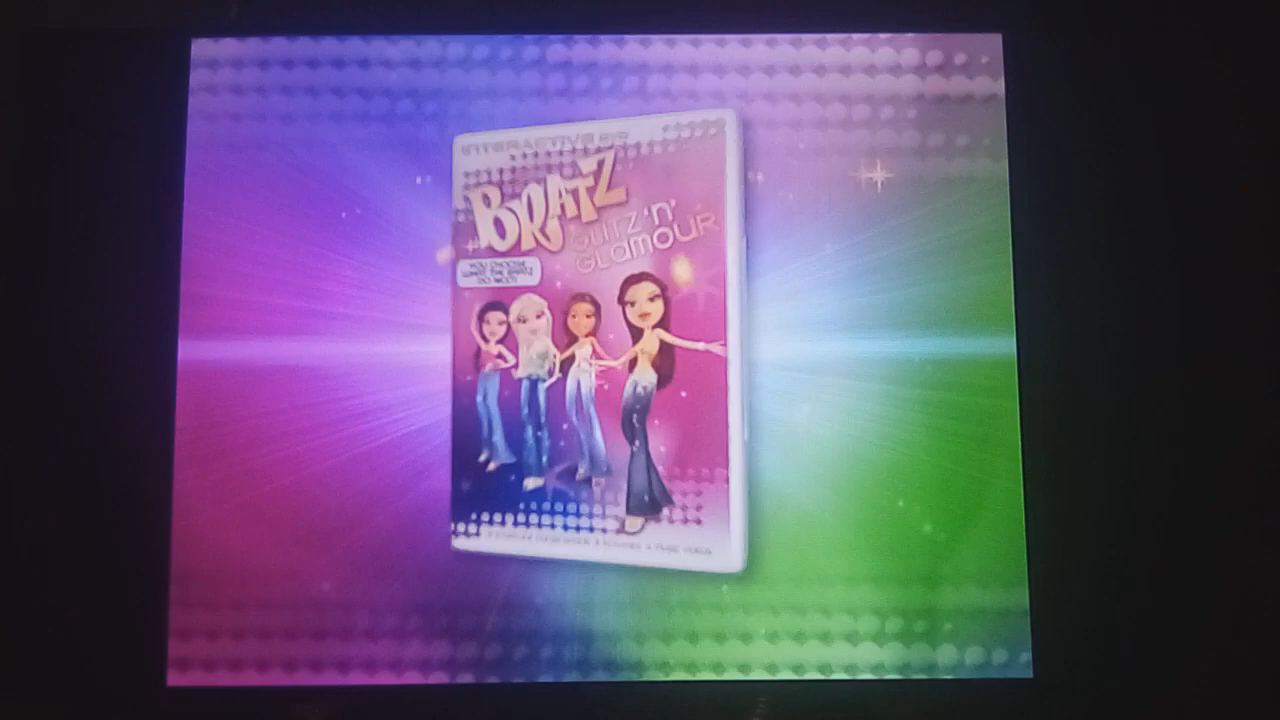 INTERACTIVE DVD
BRATZ
GLITZ 'n'
GLamOUR
YOU CHOOSE
WHAT THE BRATZ
DO NEXT!